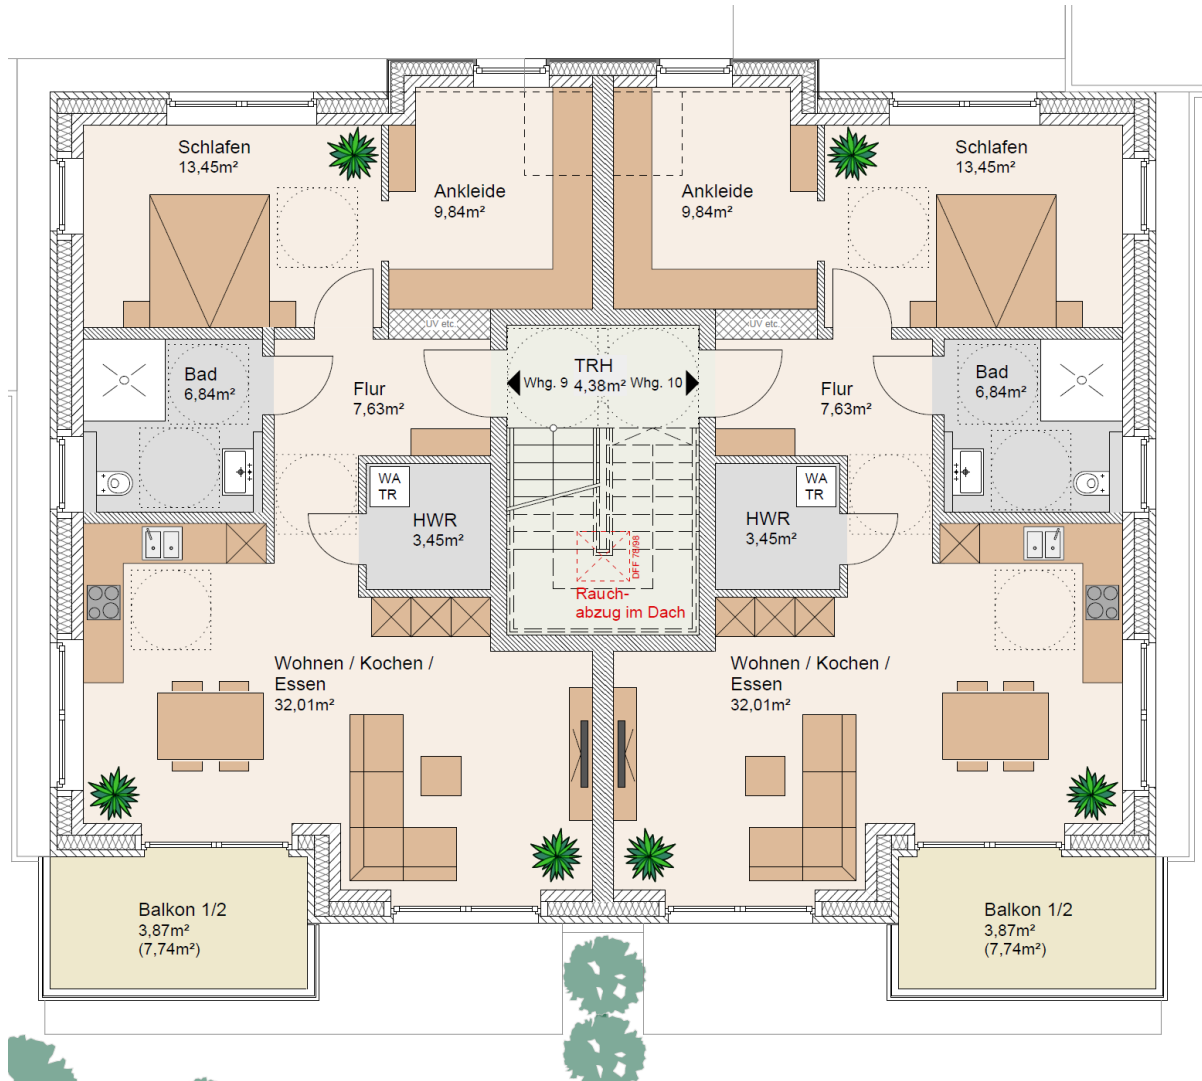 Schlafen
13,45m²
Schlafen
13,45m²
Ankleide
9,84m²
Ankleide
9,84m²
UV etc.
UV etc.
TRH
Whg. 9 4,38m² Whg. 10
Bad
6,84m²
Flur
7,63m²
Flur
7,63m²
Bad
6,84m²
WA
TR
WA
TR
HWR
3,45m²
HWR
3,45m²
DFF 78/98
Rauch-
abzug im Dach
Wohnen / Kochen /
Essen
32,01m²
Wohnen / Kochen /
Essen
32,01m²
Balkon 1/2
3,87m²
(7,74m²)
Balkon 1/2
3,87m²
(7,74m²)